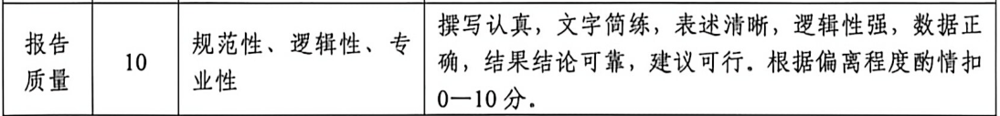 报告
质量
10
规范性、逻辑性、专
业性
撰写认真，文字简练，表述清晰，逻辑性强，数据正
确，结果结论可靠，建议可行。根据偏离程度酌情扣
0—10 分。